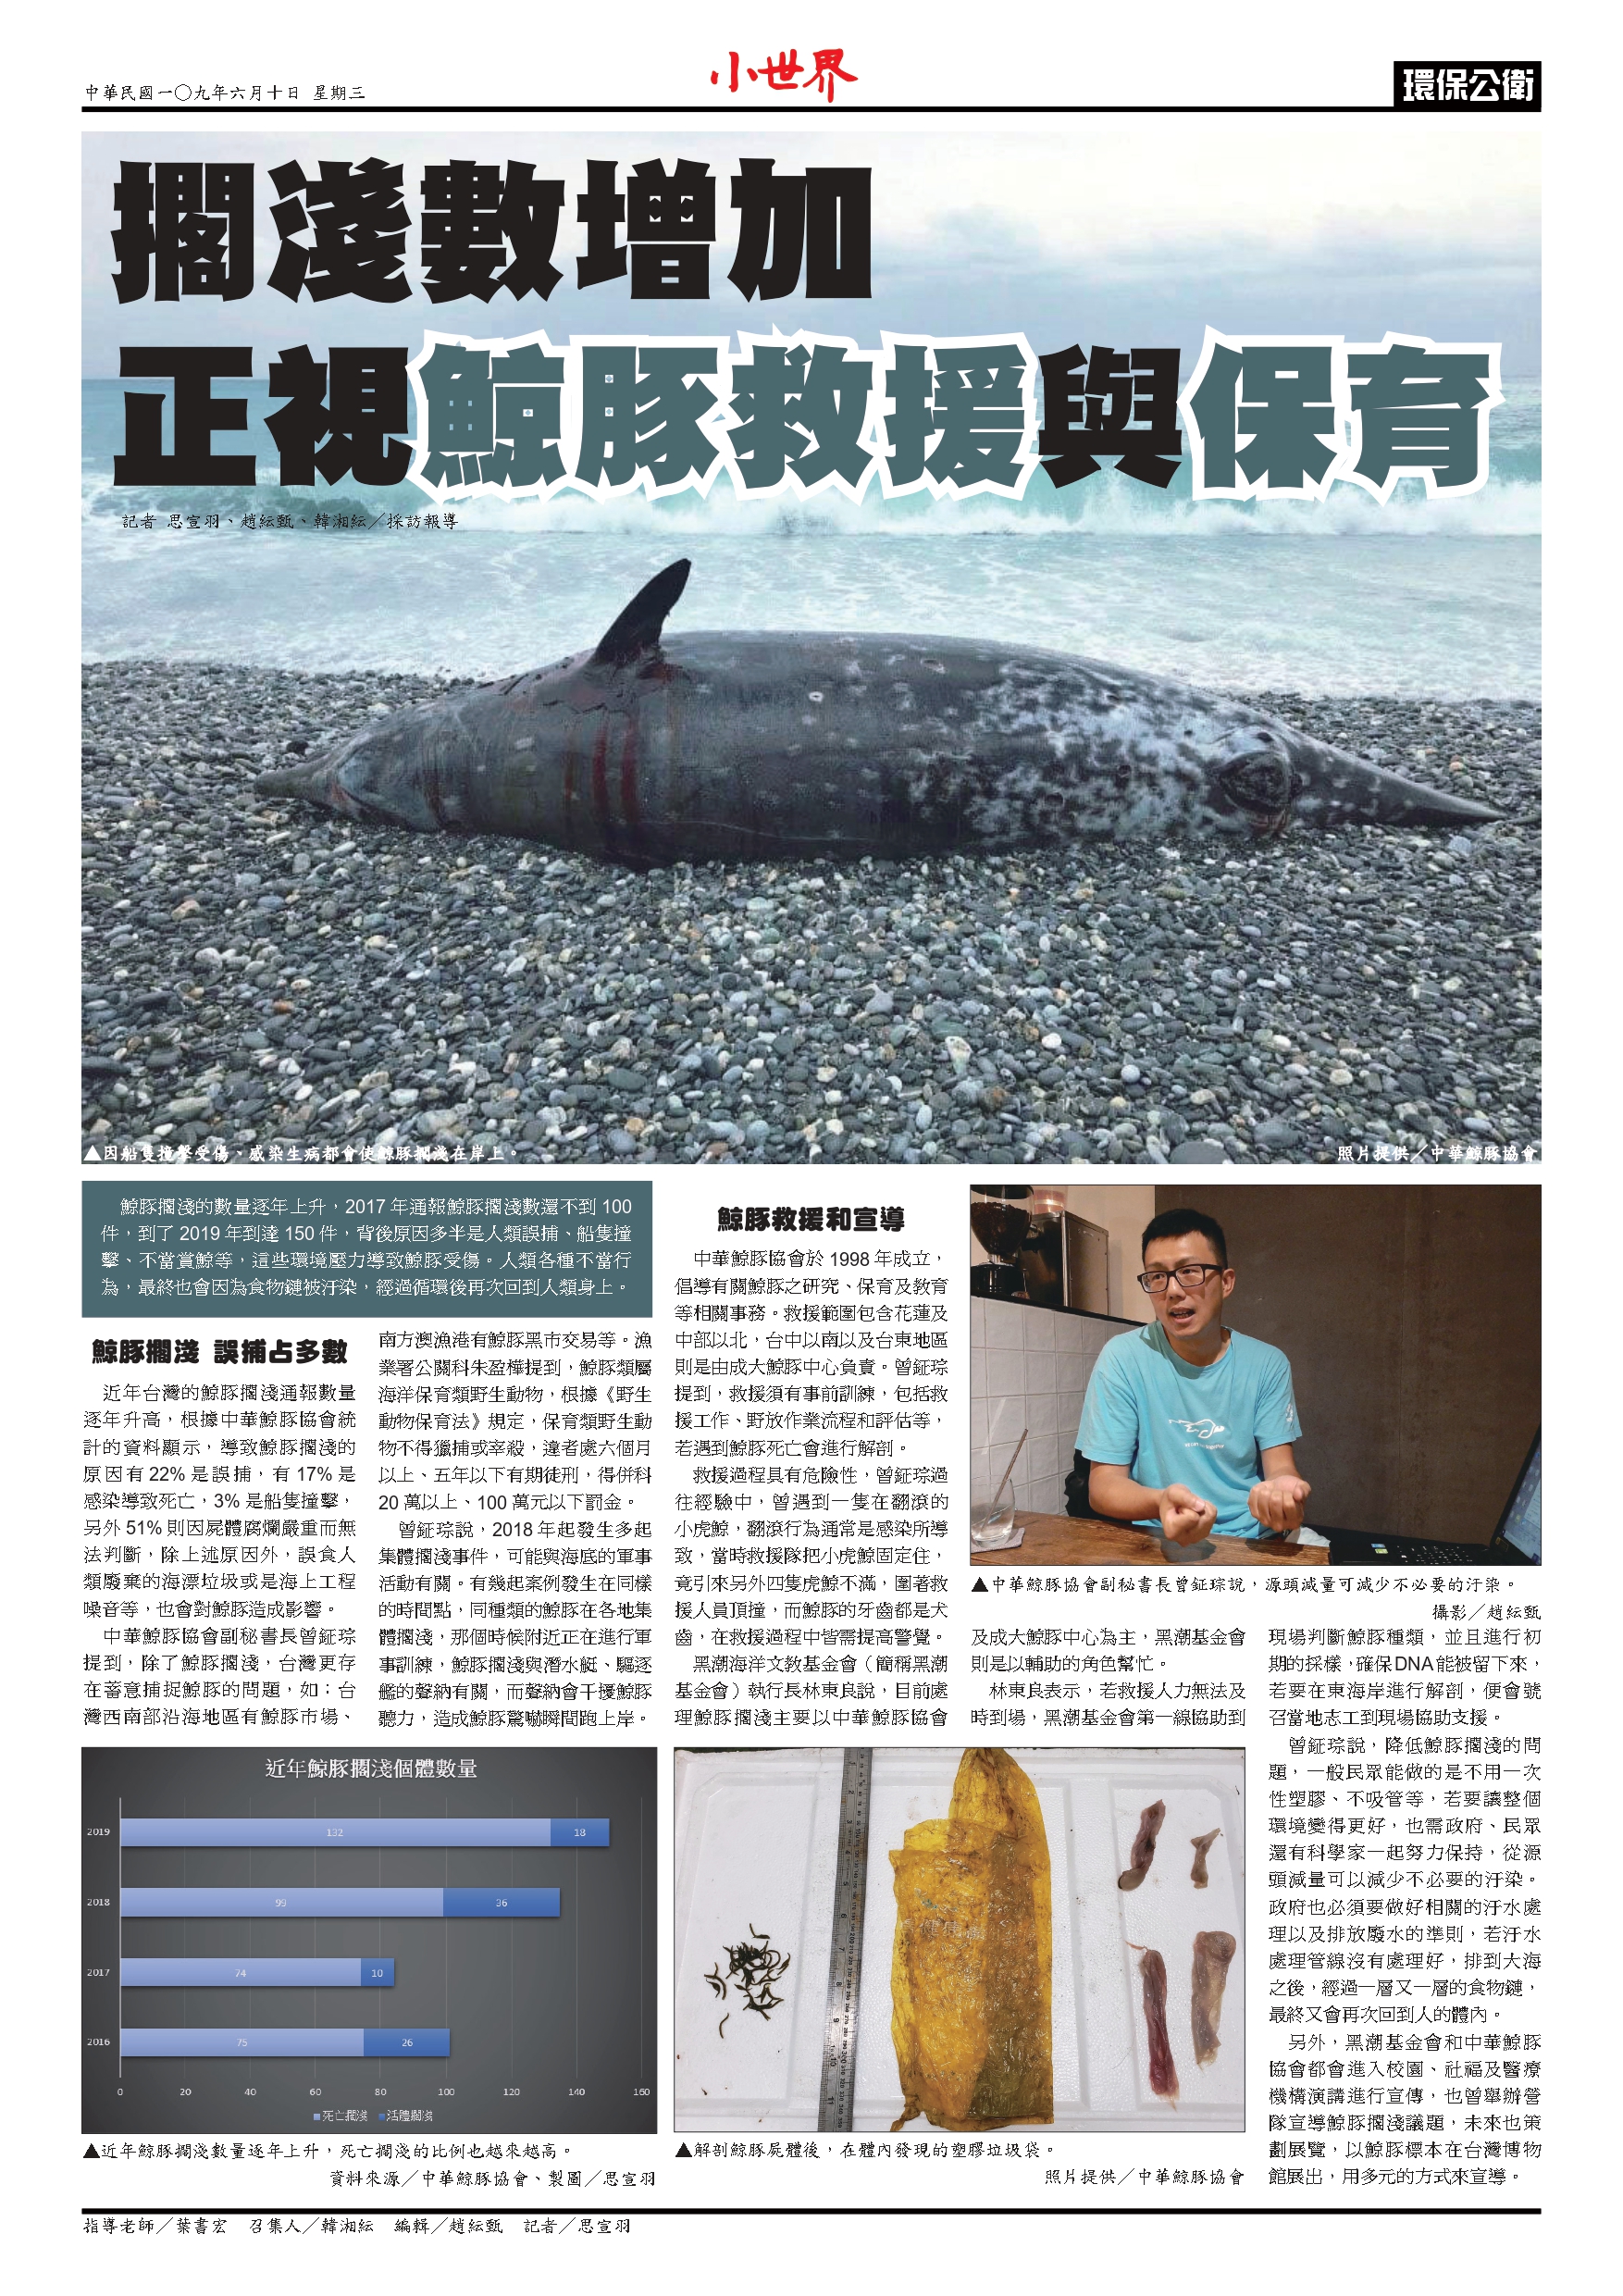 中華民國一〇九年六月十日 星期三
小世界
環保公衛
擱淺數增加
正視鯨豚救援與保育
記者 思宣羽、趙紜甄、韓湘紜／採訪報導
▲因船隻撞擊受傷、感染生病都會使鯨豚擱淺在岸上。
照片提供／中華鯨豚協會
鯨豚擱淺的數量逐年上升，2017 年通報鯨豚擱淺數還不到 100
件，到了 2019 年到達 150 件，背後原因多半是人類誤捕、船隻撞
擊、不當賞鯨等，這些環境壓力導致鯨豚受傷。人類各種不當行
為，最終也會因為食物鏈被汙染，經過循環後再次回到人類身上。
鯨豚擱淺 誤捕占多數
近年台灣的鯨豚擱淺通報數量
逐年升高，根據中華鯨豚協會統
計的資料顯示，導致鯨豚擱淺的
原因有 22% 是誤捕，有 17% 是
感染導致死亡，3% 是船隻撞擊，
另外 51% 則因屍體腐爛嚴重而無
法判斷，除上述原因外，誤食人
類廢棄的海漂垃圾或是海上工程
噪音等，也會對鯨豚造成影響。
中華鯨豚協會副秘書長曾鉦琮
提到，除了鯨豚擱淺，台灣更存
在蓄意捕捉鯨豚的問題，如：台
灣西南部沿海地區有鯨豚市場、
南方澳漁港有鯨豚黑市交易等。漁
業署公關科朱盈樺提到，鯨豚類屬
海洋保育類野生動物，根據《野生
動物保育法》規定，保育類野生動
物不得獵捕或宰殺，違者處六個月
以上、五年以下有期徒刑，得併科
20 萬以上、100 萬元以下罰金。
曾鉦琮說，2018 年起發生多起
集體擱淺事件，可能與海底的軍事
活動有關。有幾起案例發生在同樣
的時間點，同種類的鯨豚在各地集
體擱淺，那個時候附近正在進行軍
事訓練，鯨豚擱淺與潛水艇、驅逐
艦的聲納有關，而聲納會干擾鯨豚
聽力，造成鯨豚驚嚇瞬間跑上岸。
鯨豚救援和宣導
中華鯨豚協會於 1998 年成立，
倡導有關鯨豚之研究、保育及教育
等相關事務。救援範圍包含花蓮及
中部以北，台中以南以及台東地區
則是由成大鯨豚中心負責。曾鉦琮
提到，救援須有事前訓練，包括救
援工作、野放作業流程和評估等，
若遇到鯨豚死亡會進行解剖。
救援過程具有危險性，曾鉦琮過
往經驗中，曾遇到一隻在翻滾的
小虎鯨，翻滾行為通常是感染所導
致，當時救援隊把小虎鯨固定住，
竟引來另外四隻虎鯨不滿，圍著救
援人員頂撞，而鯨豚的牙齒都是犬
齒，在救援過程中皆需提高警覺。
黑潮海洋文教基金會（簡稱黑潮
基金會）執行長林東良說，目前處
理鯨豚擱淺主要以中華鯨豚協會
▲中華鯨豚協會副秘書長曾鉦琮說，源頭減量可減少不必要的汙染。
攝影／趙紜甄
及成大鯨豚中心為主，黑潮基金會
則是以輔助的角色幫忙。
林東良表示，若救援人力無法及
時到場，黑潮基金會第一線協助到
現場判斷鯨豚種類，並且進行初
期的採樣，確保DNA能被留下來，
若要在東海岸進行解剖，便會號
召當地志工到現場協助支援。
曾鉦琮說，降低鯨豚擱淺的問
題，一般民眾能做的是不用一次
性塑膠、不吸管等，若要讓整個
環境變得更好，也需政府、民眾
還有科學家一起努力保持，從源
頭減量可以減少不必要的汙染。
政府也必須要做好相關的汙水處
理以及排放廢水的準則，若汙水
處理管線沒有處理好，排到大海
之後，經過一層又一層的食物鏈，
最終又會再次回到人的體內。
另外，黑潮基金會和中華鯨豚
協會都會進入校園、社福及醫療
機構演講進行宣傳，也曾舉辦營
隊宣導鯨豚擱淺議題，未來也策
劃展覽，以鯨豚標本在台灣博物
館展出，用多元的方式來宣導。
近年鯨豚擱淺個體數量
2019 132 18
2018 99 36
2017 74 10
2016 75 26
0 20 40 60 80 100 120 140 160
死亡擱淺 活體擱淺
▲近年鯨豚擱淺數量逐年上升，死亡擱淺的比例也越來越高。
資料來源／中華鯨豚協會、製圖／思宣羽
▲解剖鯨豚屍體後，在體內發現的塑膠垃圾袋。
照片提供／中華鯨豚協會
指導老師／葉書宏 召集人／韓湘紜 編輯／趙紜甄 記者／思宣羽